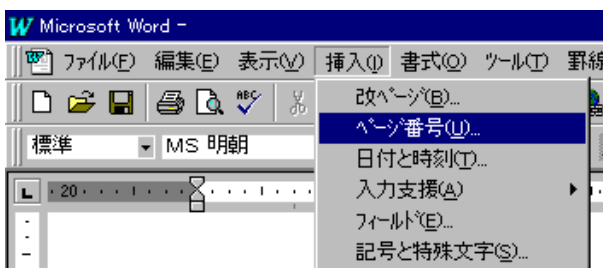 Microsoft Word -
ファイル(F) 編集(E) 表示(V) 挿入(I) 書式(O) ツール(T) 罫線
ABC
改ページ(B)...
標準 MS 明朝
ページ番号(U)...
日付と時刻(T)...
L 20
入力支援(A)
フィールド(E)...
記号と特殊文字(S)...